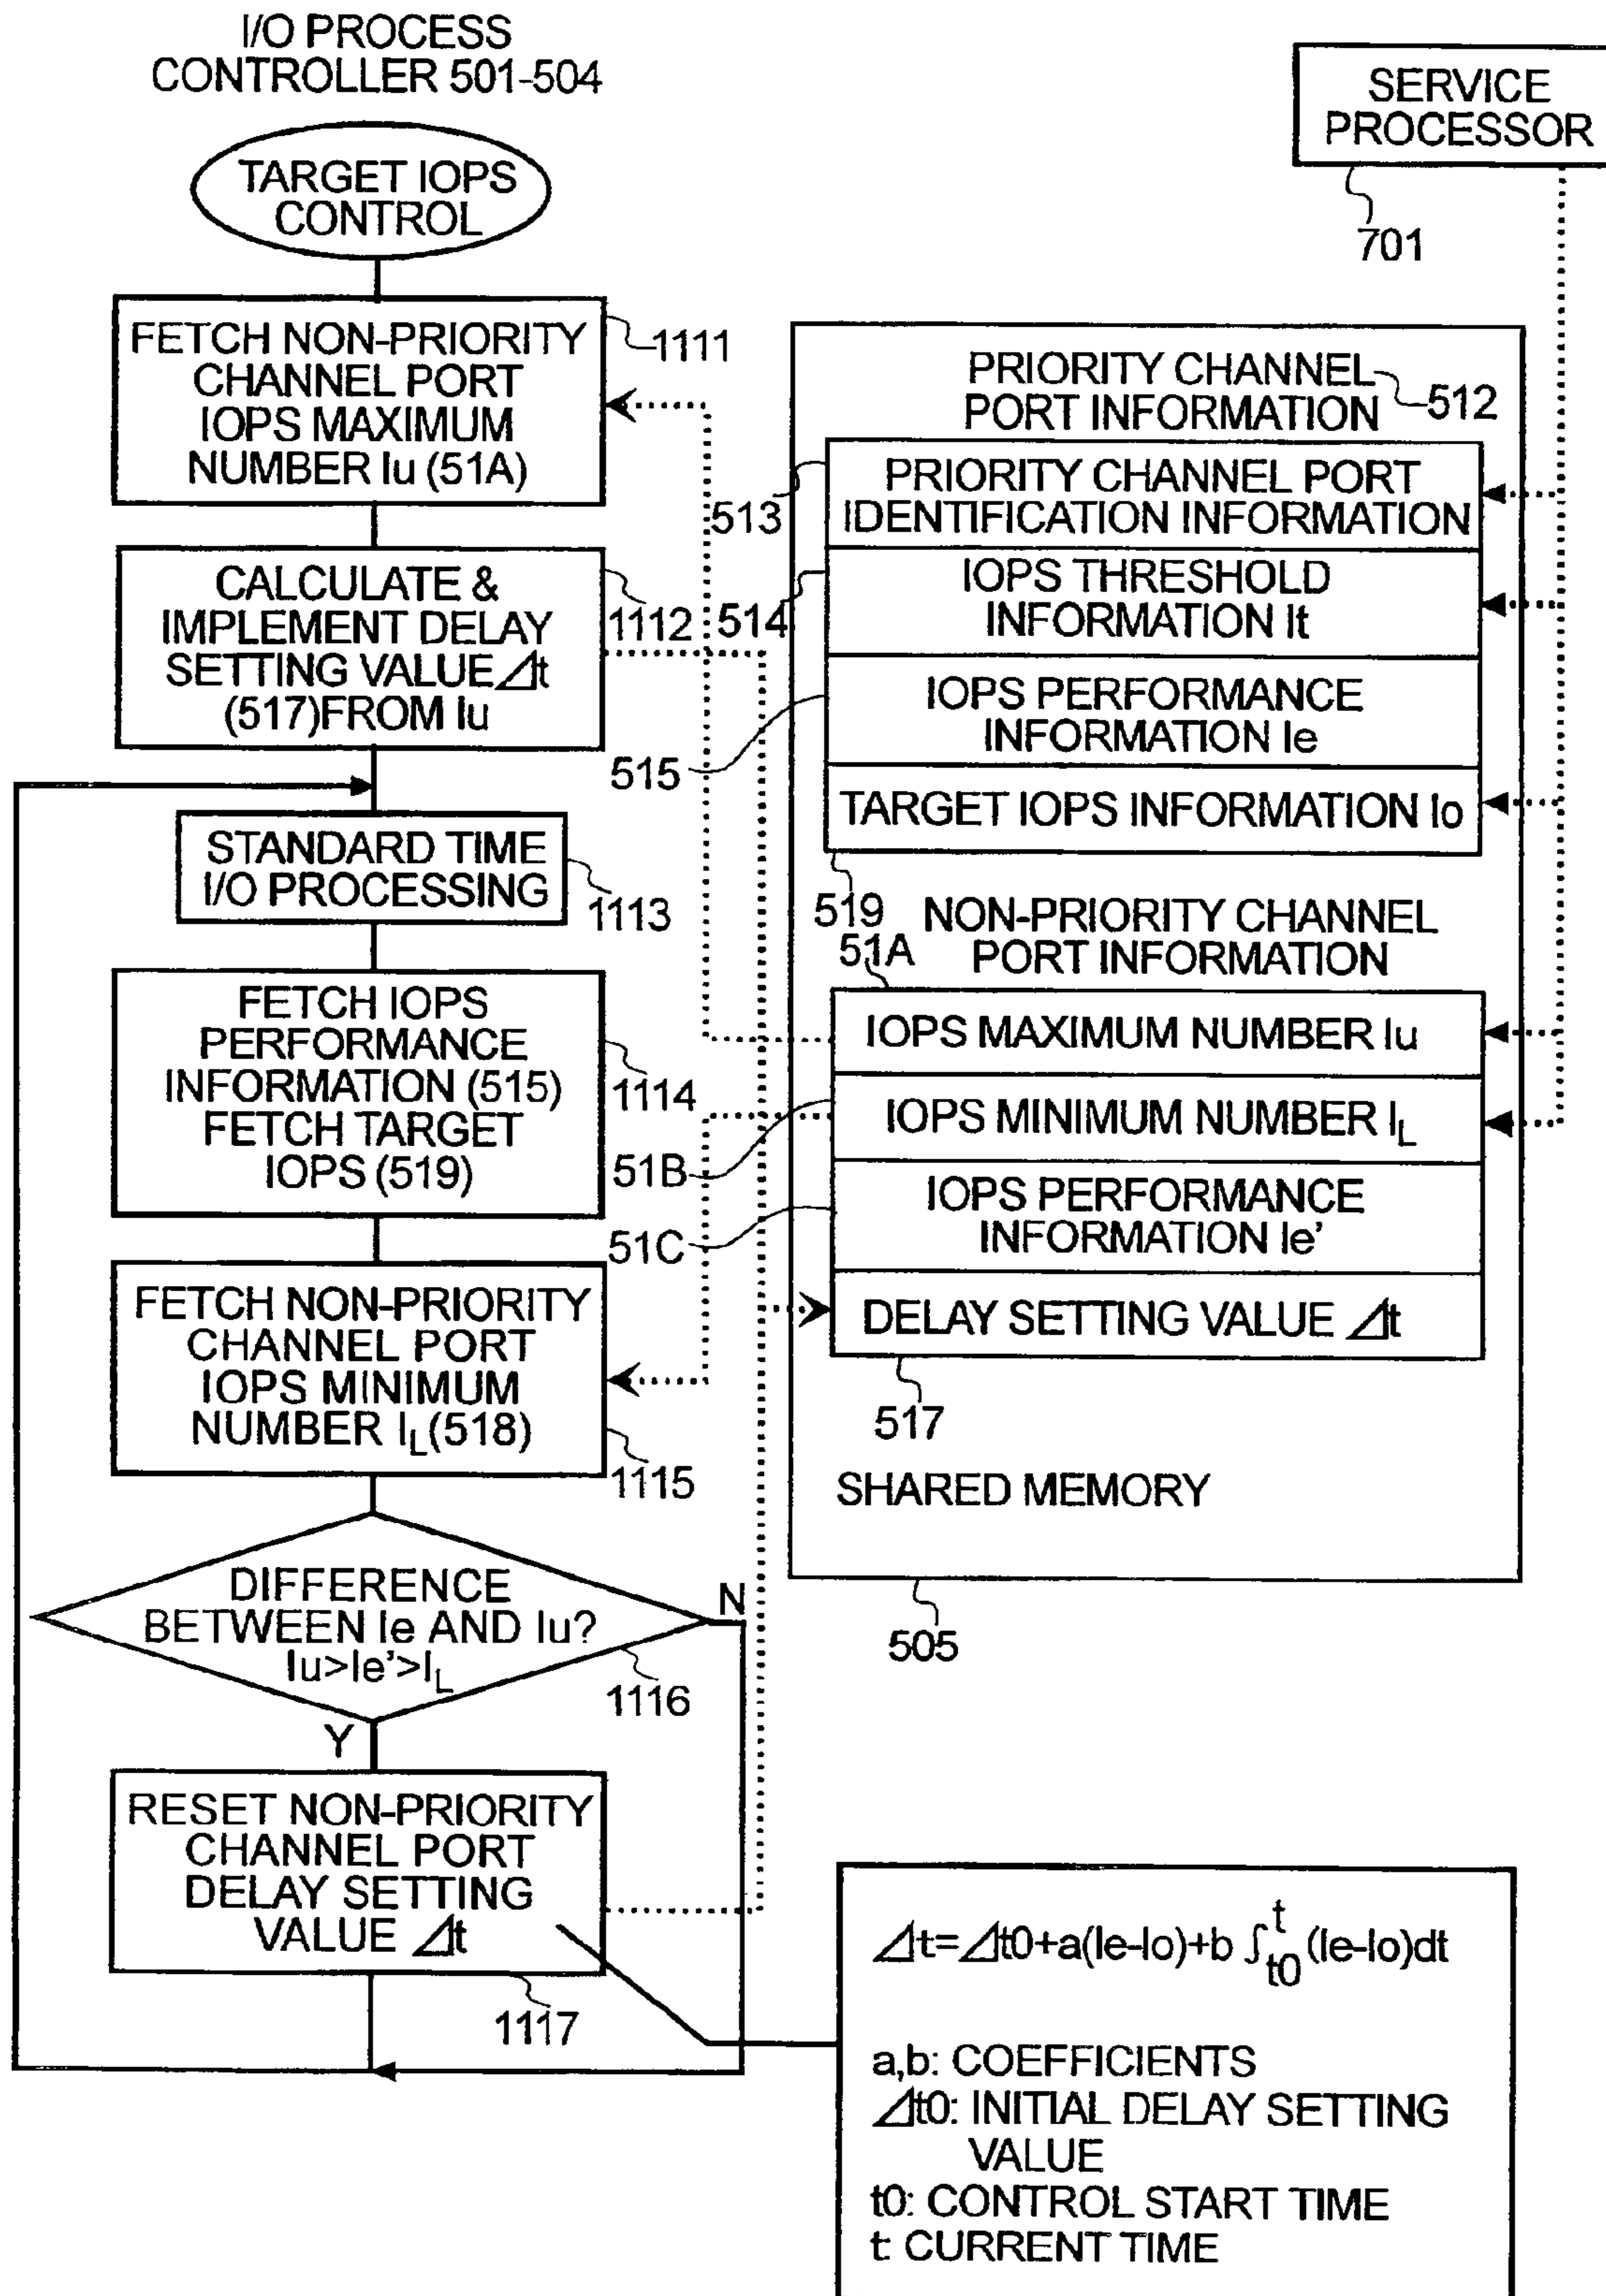 I/O PROCESS
CONTROLLER 501-504
TARGET IOPS
CONTROL
FETCH NON-PRIORITY
CHANNEL PORT
IOPS MAXIMUM
NUMBER Iu (51A)
1111
CALCULATE &
IMPLEMENT DELAY
SETTING VALUE⊿t
(517)FROM Iu
1112
STANDARD TIME
I/O PROCESSING
1113
FETCH IOPS
PERFORMANCE
INFORMATION (515)
FETCH TARGET
IOPS (519)
1114
FETCH NON-PRIORITY
CHANNEL PORT
IOPS MINIMUM
NUMBER IL(518)
1115
DIFFERENCE
BETWEEN Ie AND Iu?
Iu>Ie'>IL
N
1116
Y
RESET NON-PRIORITY
CHANNEL PORT
DELAY SETTING
VALUE ⊿t
1117
SERVICE
PROCESSOR
701
PRIORITY CHANNEL
PORT INFORMATION
512
PRIORITY CHANNEL PORT
IDENTIFICATION INFORMATION
513
IOPS THRESHOLD
INFORMATION It
514
IOPS PERFORMANCE
INFORMATION Ie
515
TARGET IOPS INFORMATION Io
519
NON-PRIORITY CHANNEL
PORT INFORMATION
51A
IOPS MAXIMUM NUMBER Iu
IOPS MINIMUM NUMBER IL
51B
IOPS PERFORMANCE
INFORMATION Ie'
51C
DELAY SETTING VALUE ⊿t
517
SHARED MEMORY
505
⊿t=⊿t0+a(Ie-Io)+b ∫t0t (Ie-Io)dt
a,b: COEFFICIENTS
⊿t0: INITIAL DELAY SETTING
VALUE
t0: CONTROL START TIME
t: CURRENT TIME